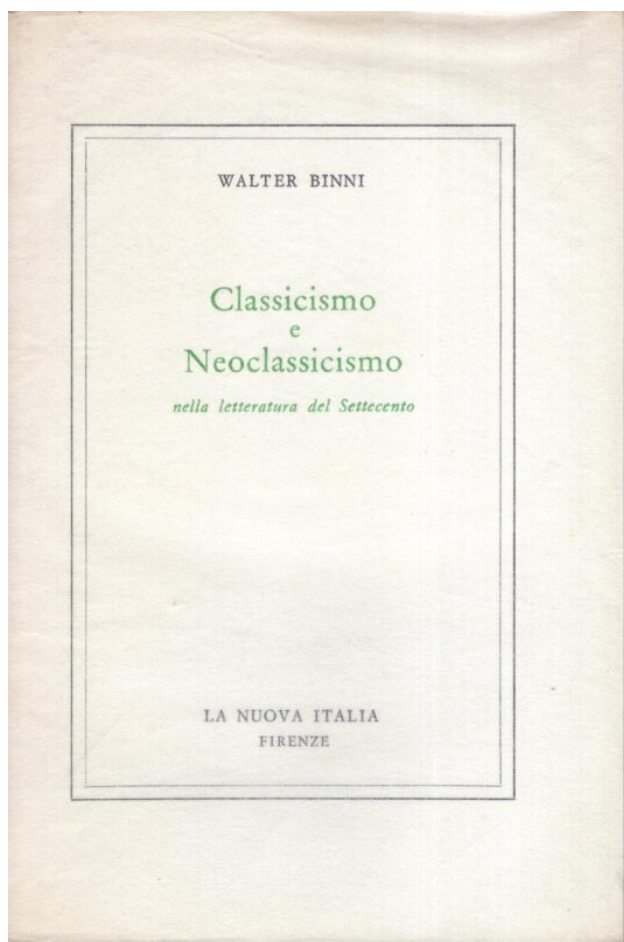 WALTER BINNI
Classicismo
e
Neoclassicismo
nella letteratura del Settecento
LA NUOVA ITALIA
FIRENZE